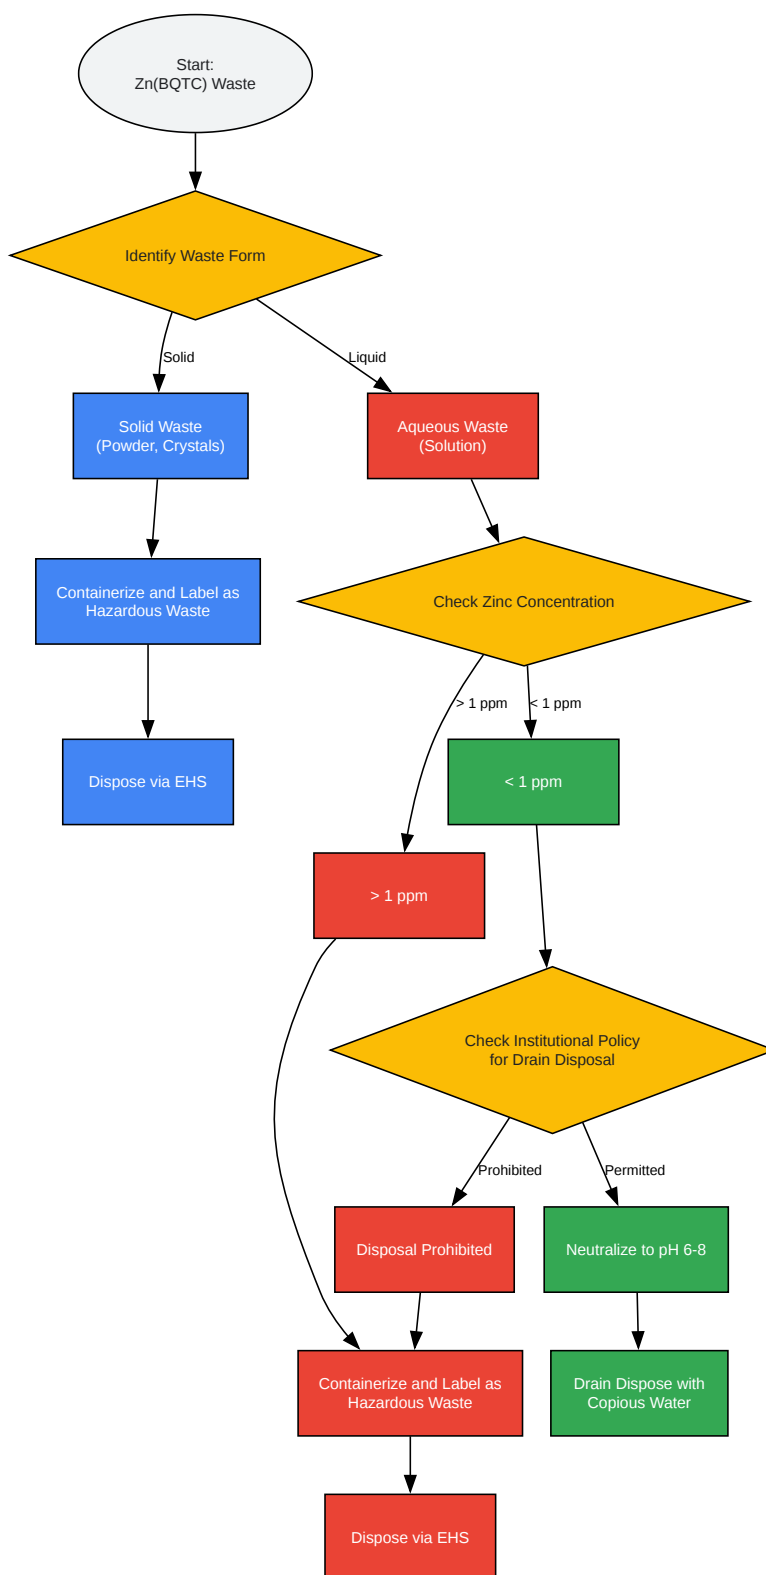 Start:
Zn(BQTC) Waste
Identify Waste Form
Solid
Liquid
Solid Waste
(Powder, Crystals)
Aqueous Waste
(Solution)
Containerize and Label as
Hazardous Waste
Check Zinc Concentration
> 1 ppm
< 1 ppm
Dispose via EHS
< 1 ppm
> 1 ppm
Check Institutional Policy
for Drain Disposal
Prohibited
Permitted
Disposal Prohibited
Neutralize to pH 6-8
Containerize and Label as
Hazardous Waste
Drain Dispose with
Copious Water
Dispose via EHS